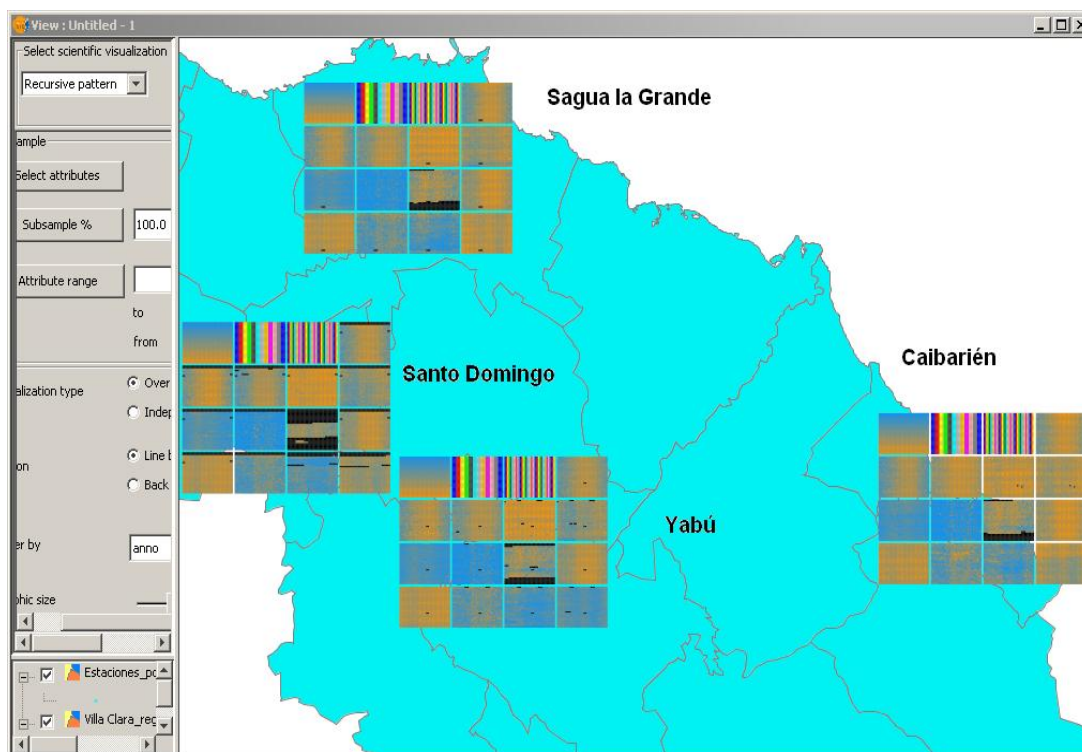 View : Untitled - 1
Select scientific visualization
Recursive pattern
ample
Select attributes
Subsample %
100.0
Attribute range
to
from
alization type
Over
Indep
on
Line b
Back
er by
anno
phic size
Estaciones_po
Villa Clara_reg
Sagua la Grande
Santo Domingo
Caibarién
Yabú